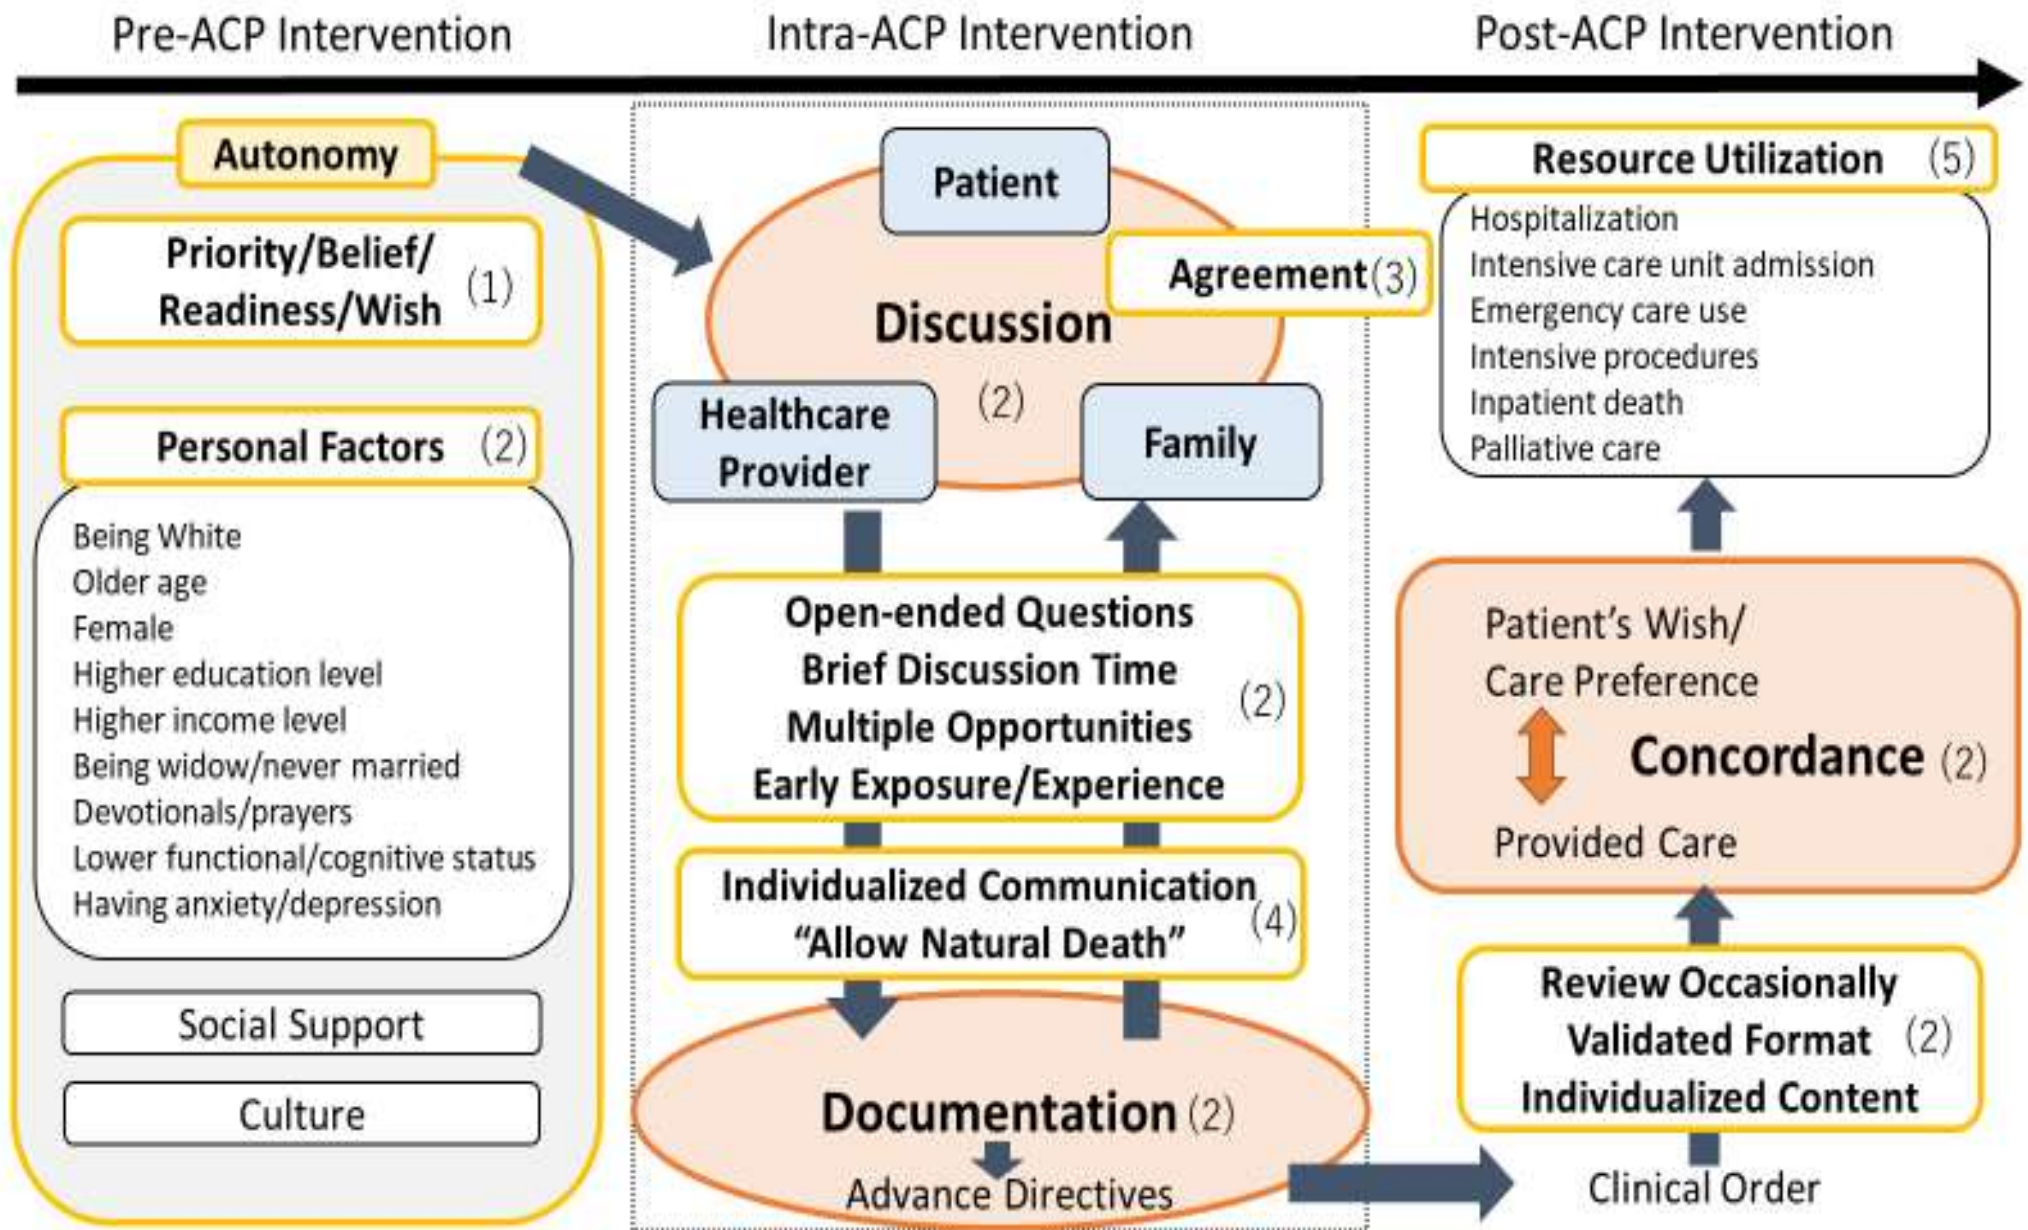 Pre-ACP Intervention
Intra-ACP Intervention
Post-ACP Intervention
Autonomy
Priority/Belief/
Readiness/Wish (1)
Personal Factors (2)
Being White
Older age
Female
Higher education level
Higher income level
Being widow/never married
Devotionals/prayers
Lower functional/cognitive status
Having anxiety/depression
Social Support
Culture
Patient
Agreement(3)
Discussion
(2)
Healthcare
Provider
Family
Open-ended Questions
Brief Discussion Time
Multiple Opportunities
Early Exposure/Experience
(2)
Individualized Communication
“Allow Natural Death”
(4)
Documentation (2)
Advance Directives
Resource Utilization (5)
Hospitalization
Intensive care unit admission
Emergency care use
Intensive procedures
Inpatient death
Palliative care
Patient’s Wish/
Care Preference
Concordance (2)
Provided Care
Review Occasionally
Validated Format (2)
Individualized Content
Clinical Order